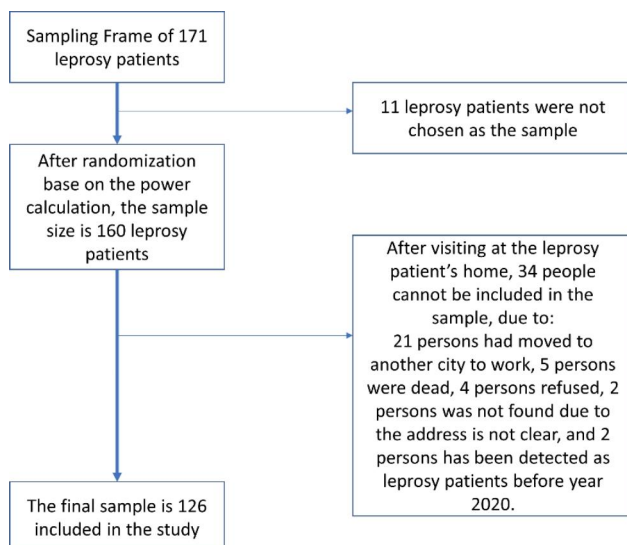 Sampling Frame of 171
leprosy patients
11 leprosy patients were not
chosen as the sample
After randomization
base on the power
calculation, the sample
size is 160 leprosy
patients
After visiting at the leprosy
patient's home, 34 people
cannot be included in the
sample, due to:
21 persons had moved to
another city to work, 5 persons
were dead, 4 persons refused, 2
persons was not found due to
the address is not clear, and 2
persons has been detected as
leprosy patients before year
2020.
The final sample is 126
included in the study